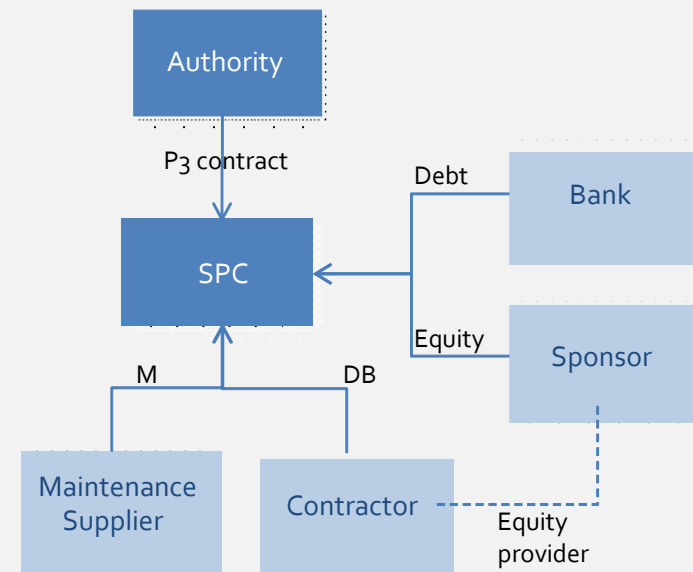 Authority
P3 contract
Debt
Bank
SPC
Equity
Sponsor
M
DB
Maintenance
Supplier
Contractor
Equity
provider